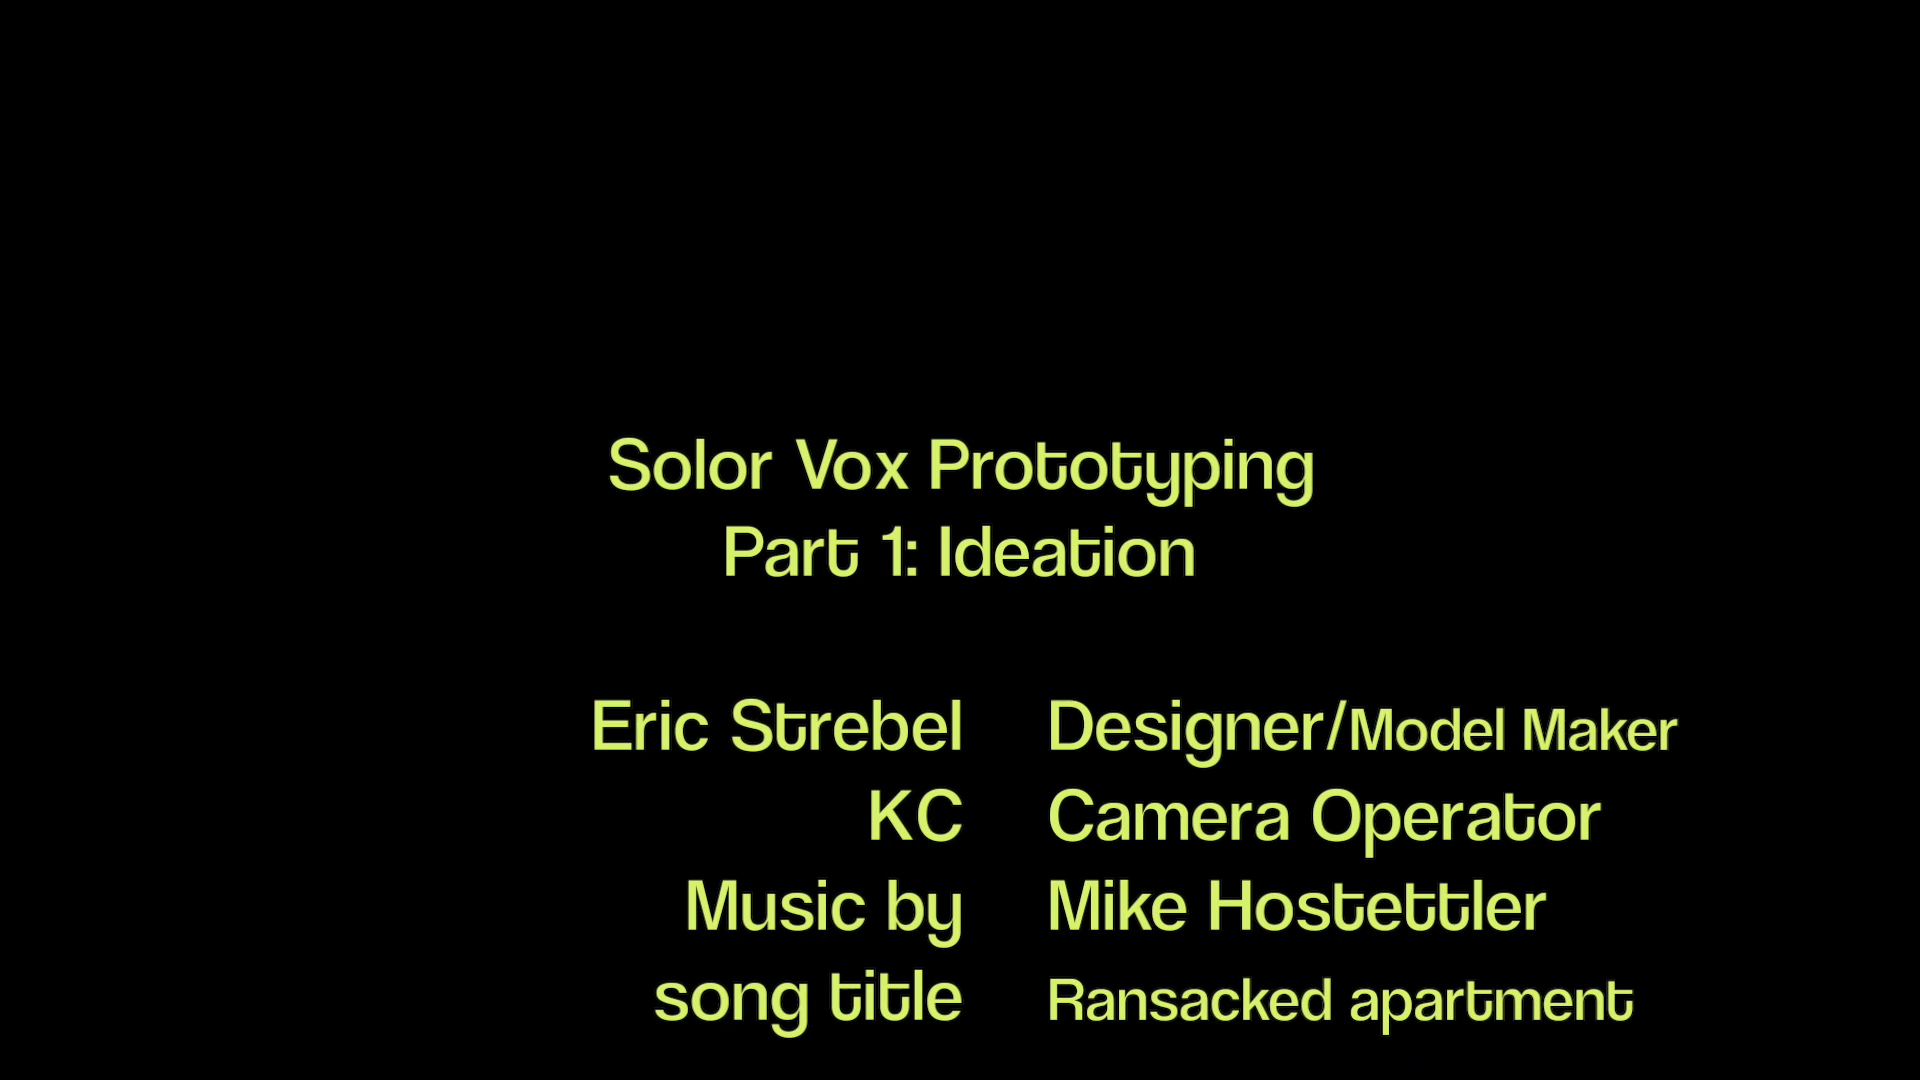 Solor Vox Prototyping
Part 1: Ideation
Eric Strebel Designer/Model Maker
KC Camera Operator
Music by Mike Hostettler
song title Ransacked apartment